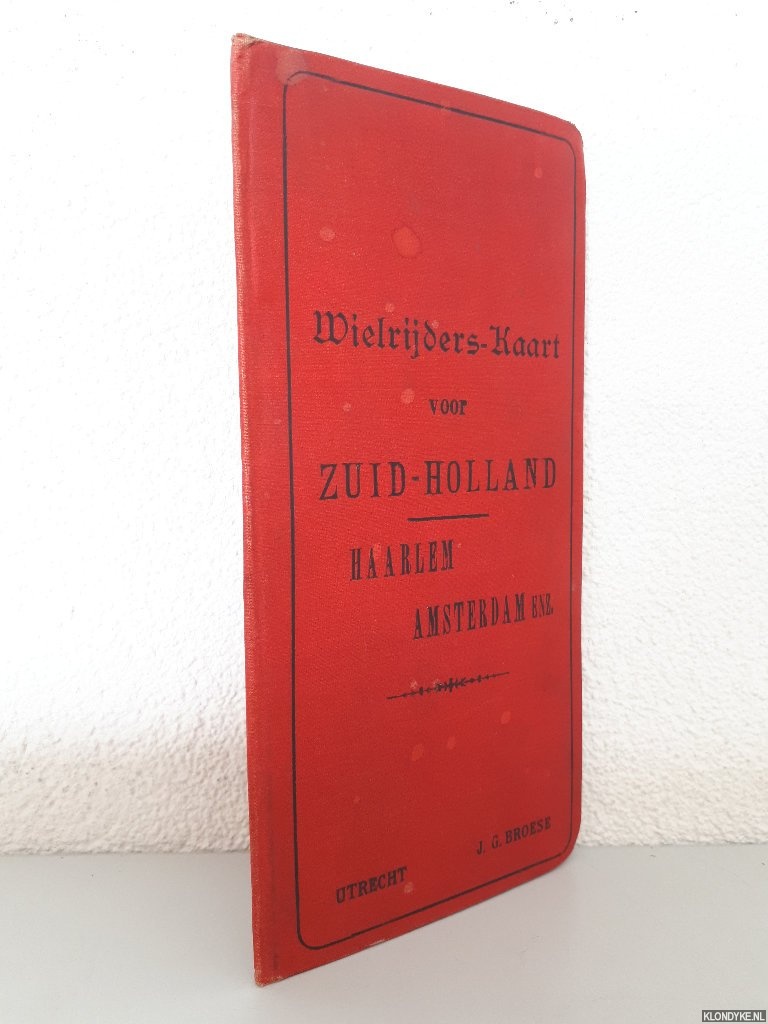 Wielrijders-Kaart
voor
ZUID-HOLLAND
HAARLEM
AMSTERDAM ENZ.
UTRECHT
J. G. BROESE
KLONDYKE.NL